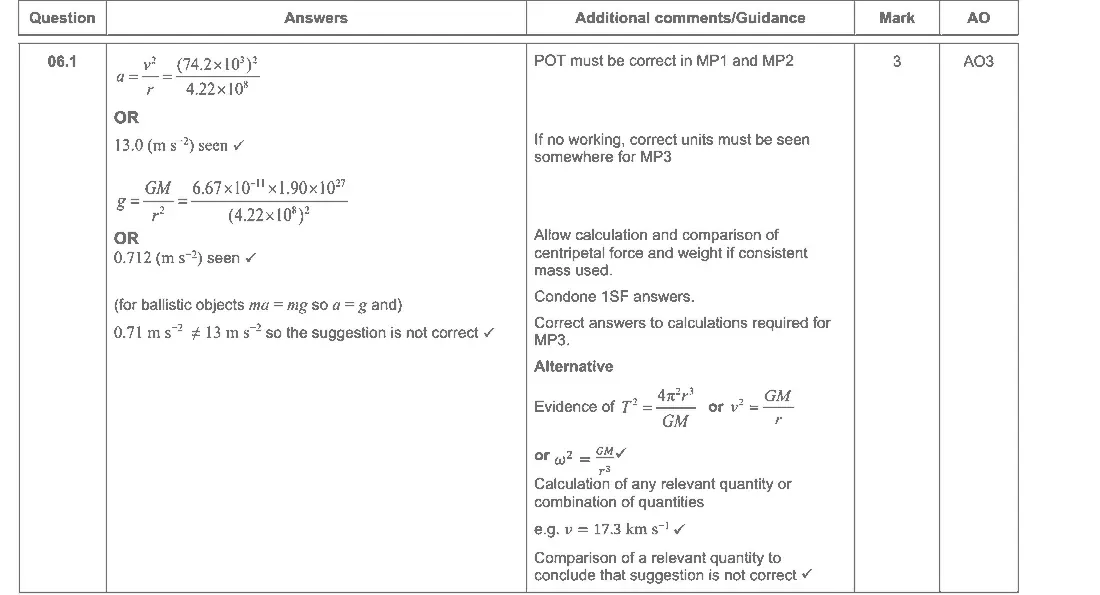 Question Answers Additional comments/Guidance Mark AO
06.1 a = v²/r = (74.2×10³)²/4.22×10⁸ POT must be correct in MP1 and MP2 3 AO3
OR
13.0 (m s⁻²) seen ✓
If no working, correct units must be seen
somewhere for MP3
g = GM/r² = 6.67×10⁻¹¹×1.90×10²⁷/(4.22×10⁸)²
OR
0.712 (m s⁻²) seen ✓
Allow calculation and comparison of
centripetal force and weight if consistent
mass used.
(for ballistic objects ma = mg so a = g and)
0.71 m s⁻² ≠ 13 m s⁻² so the suggestion is not correct ✓
Condone 1SF answers.
Correct answers to calculations required for
MP3.
Alternative
Evidence of T² = 4π²r³/GM or v² = GM/r
or ω² = GM/r³ ✓
Calculation of any relevant quantity or
combination of quantities
e.g. v = 17.3 km s⁻¹ ✓
Comparison of a relevant quantity to
conclude that suggestion is not correct ✓